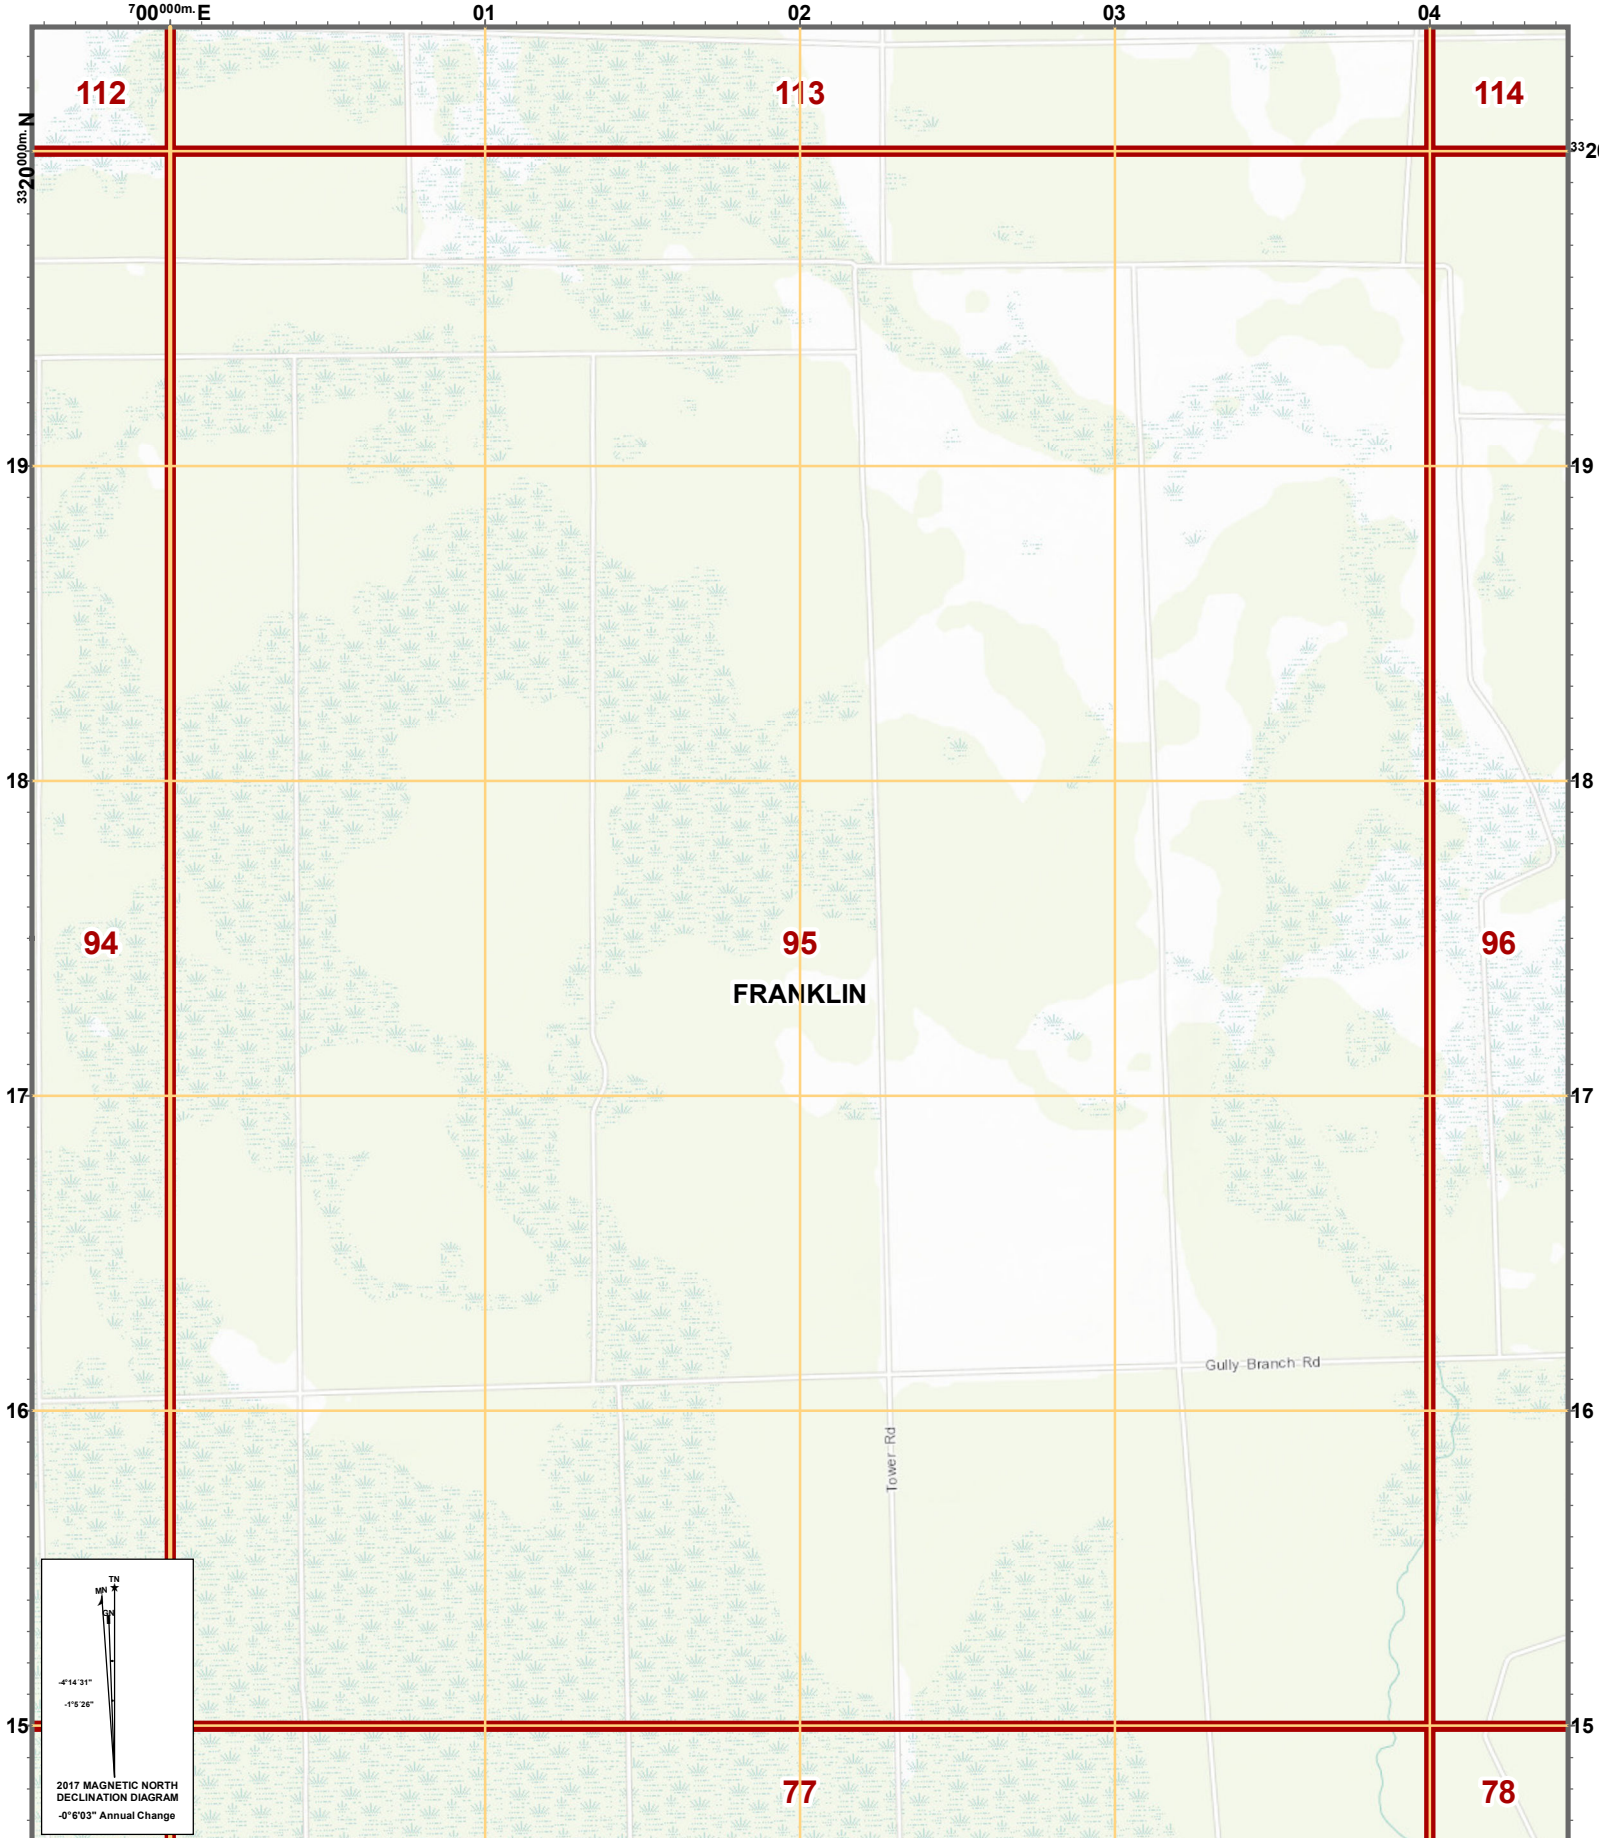 700000m. E 01 02 03 04
112 113 114
3320000m. N
3320
19 19
18 18
94 95 96
FRANKLIN
17 17
Gully Branch Rd
16 16
Tower Rd
TN
MN
GN
-4°14'31"
-1°5'26"
15 15
2017 MAGNETIC NORTH
DECLINATION DIAGRAM
-0°6'03" Annual Change
77 78